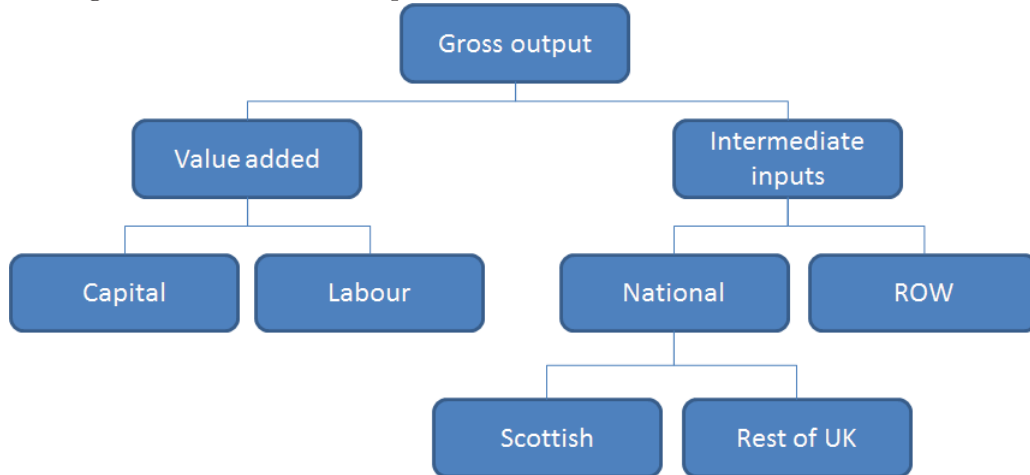 Gross output
Value added
Intermediate
inputs
Capital
Labour
National
ROW
Scottish
Rest of UK